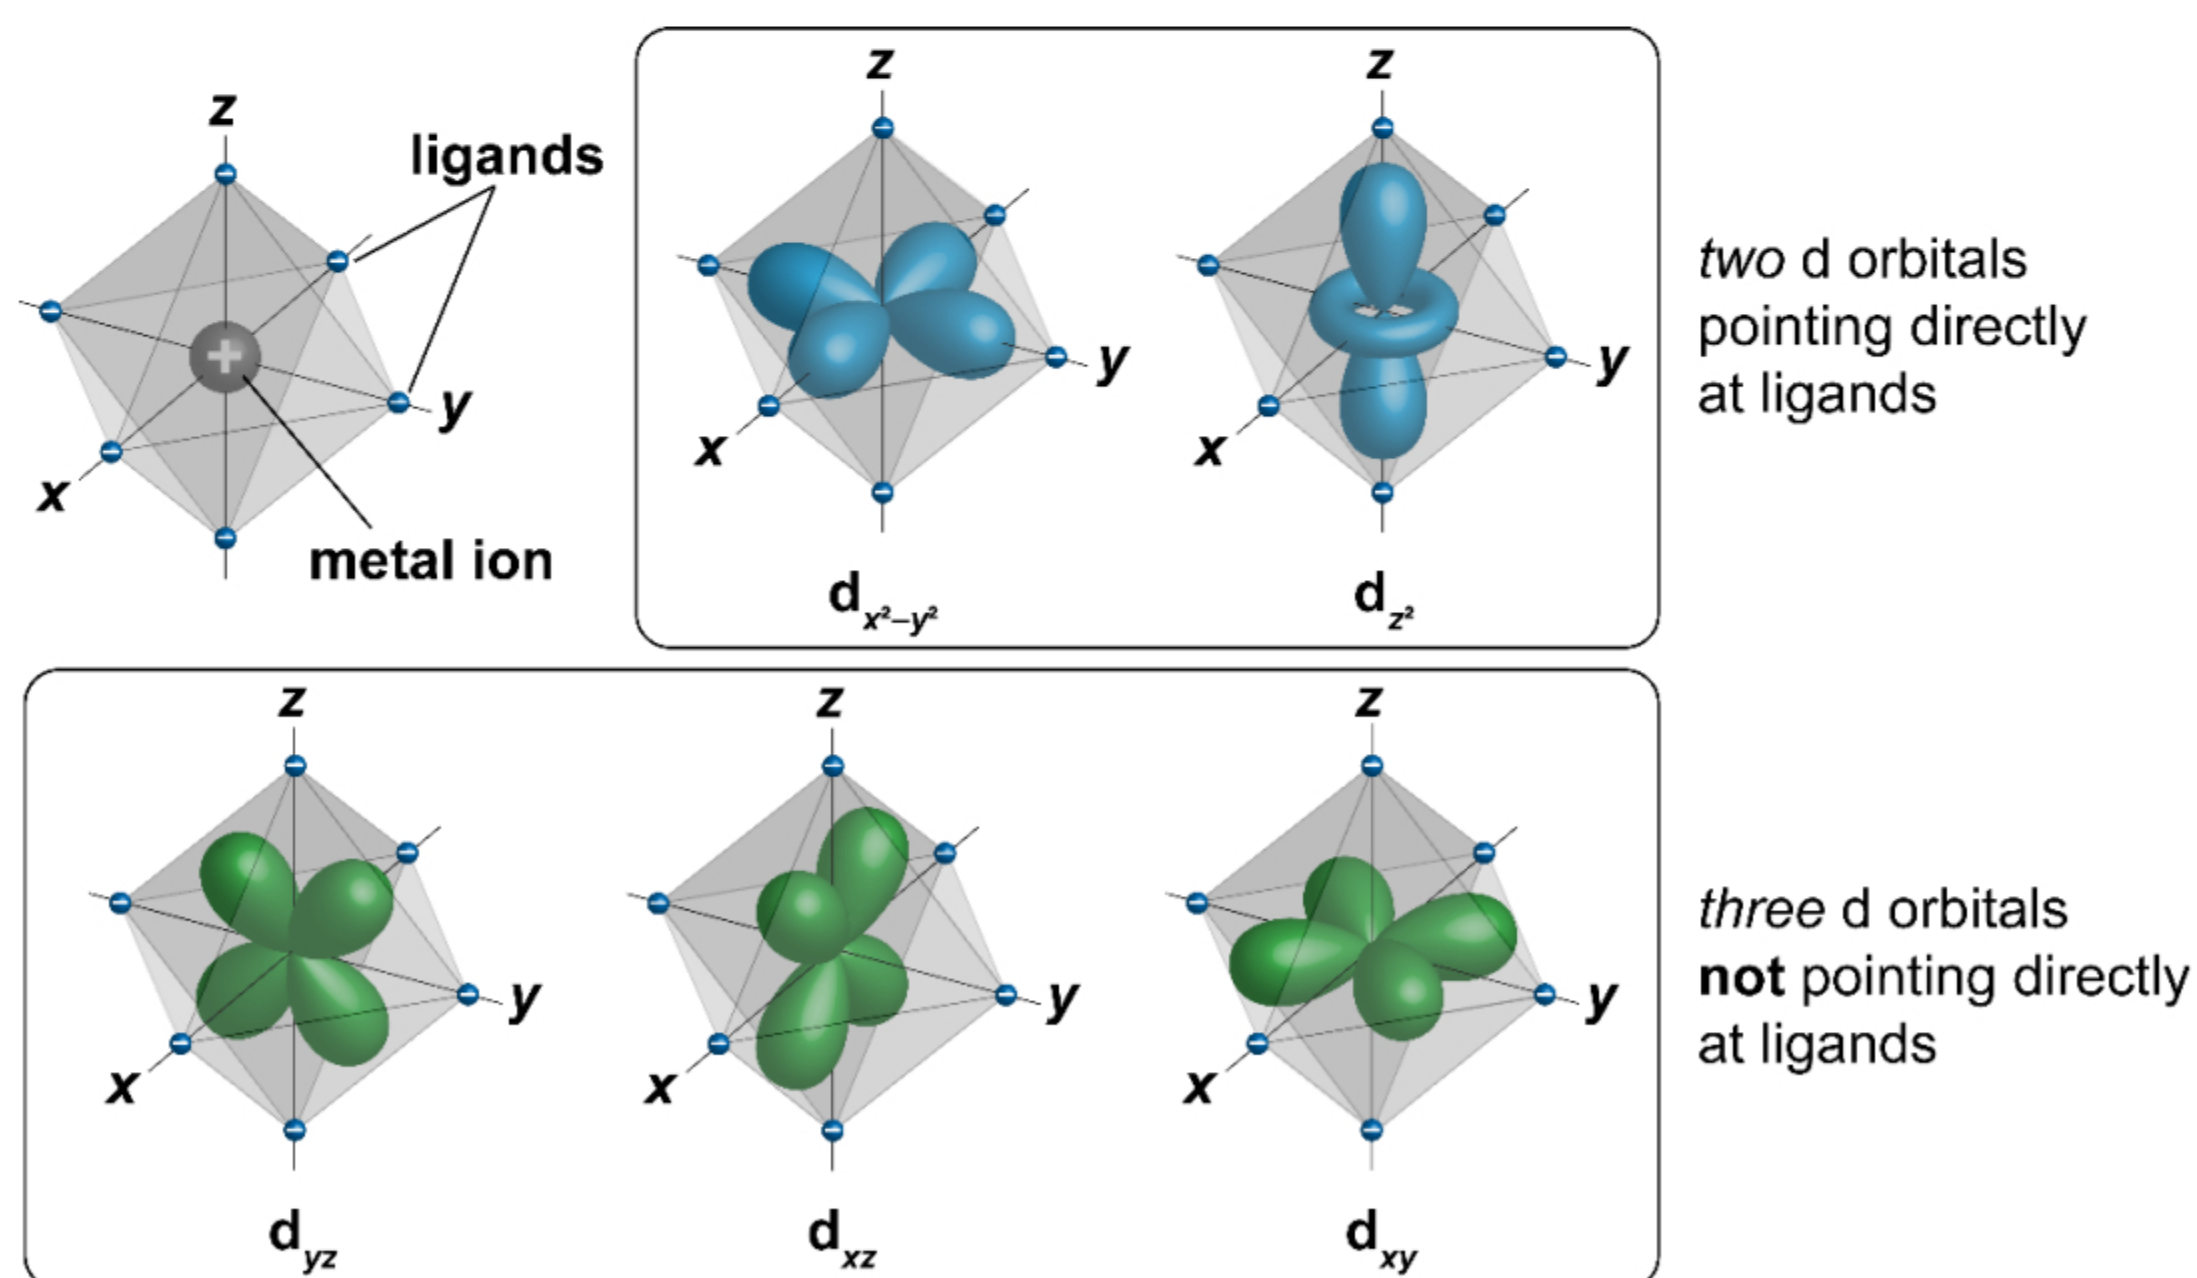 z
ligands
+
y
x
metal ion
z
y
x
dx²–y²
z
y
x
dz²
two d orbitals
pointing directly
at ligands
z
y
x
dyz
z
y
x
dxz
z
y
x
dxy
three d orbitals
not pointing directly
at ligands